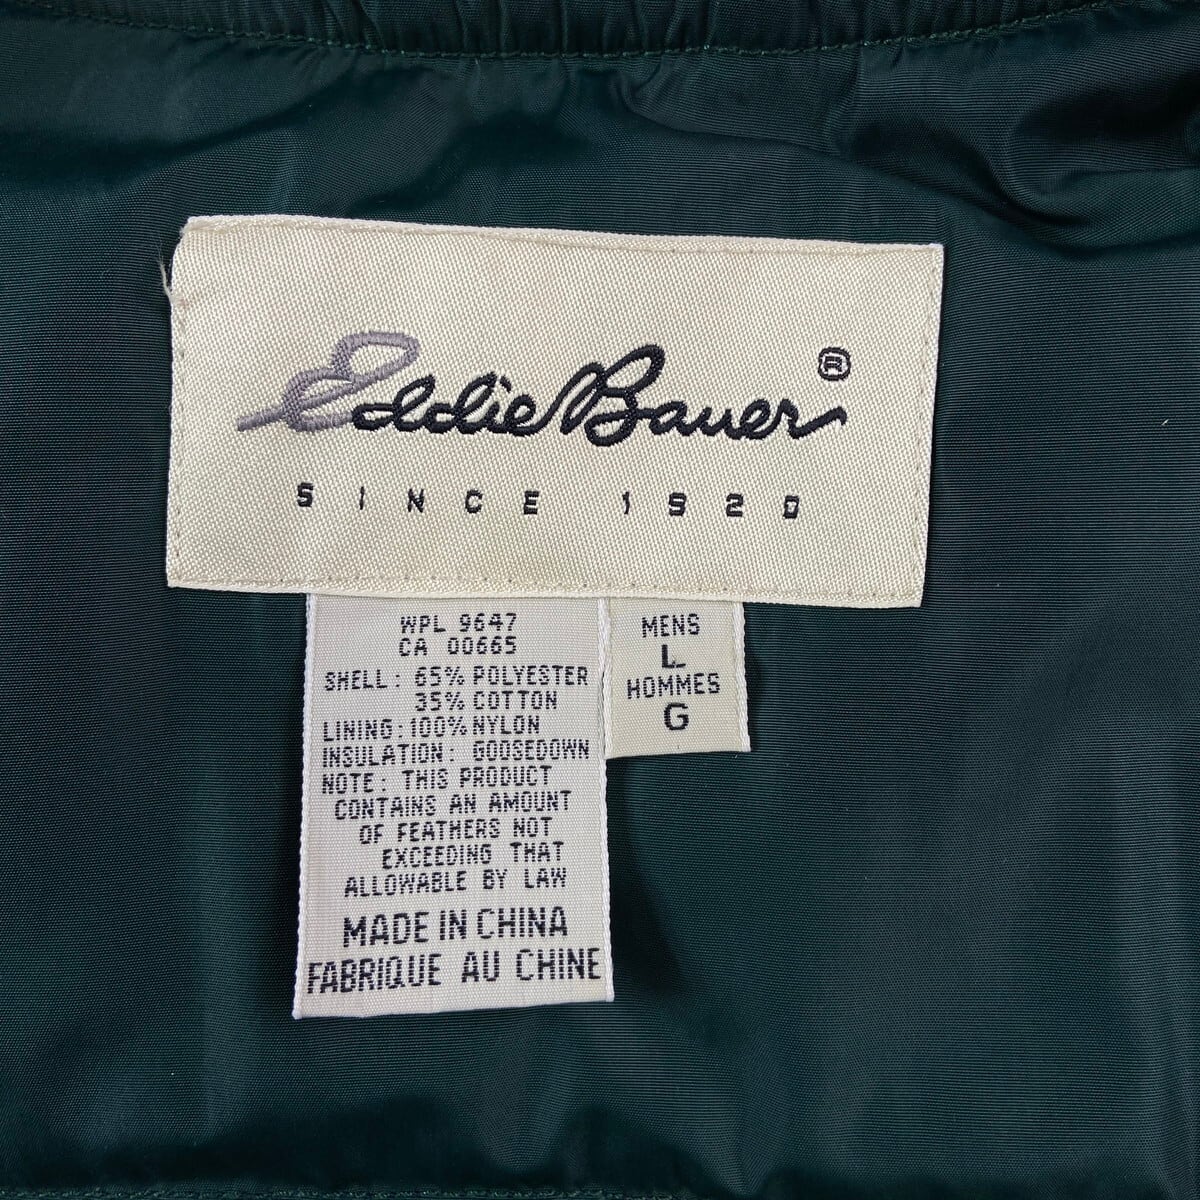 Eddie Bauer ®
SINCE 1920
WPL 9647
CA 00665
SHELL: 65% POLYESTER
35% COTTON
LINING: 100% NYLON
INSULATION: GOOSEDOWN
NOTE: THIS PRODUCT
CONTAINS AN AMOUNT
OF FEATHERS NOT
EXCEEDING THAT
ALLOWABLE BY LAW
MADE IN CHINA
FABRIQUE AU CHINE
MENS
L
HOMMES
G